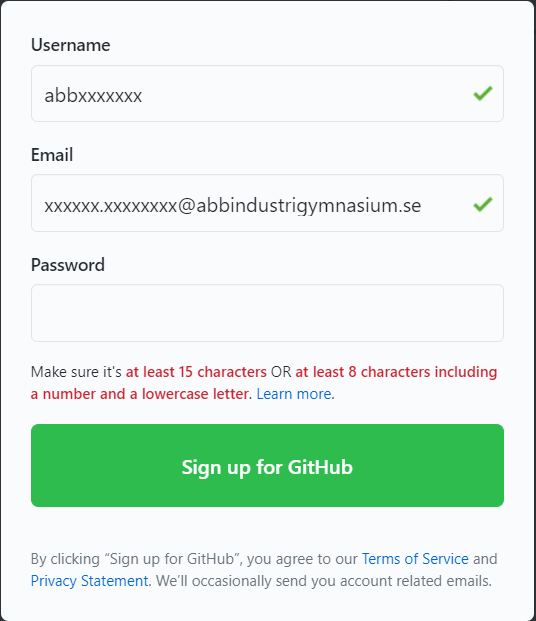 Username
abbxxxxxxx
Email
xxxxxx.xxxxxxxx@abbindustrigymnasium.se
Password
Make sure it's at least 15 characters OR at least 8 characters including
a number and a lowercase letter. Learn more.
Sign up for GitHub
By clicking “Sign up for GitHub”, you agree to our Terms of Service and
Privacy Statement. We’ll occasionally send you account related emails.